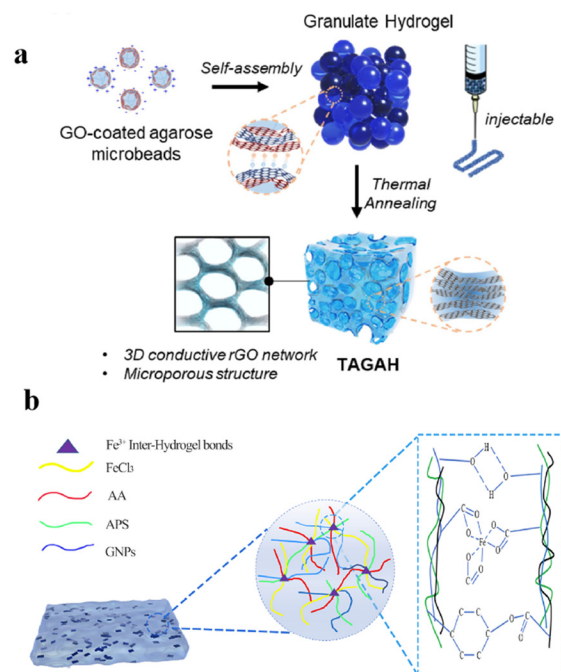 a
Granulate Hydrogel
Self-assembly
GO-coated agarose
microbeads
injectable
Thermal
Annealing
• 3D conductive rGO network
• Microporous structure
TAGAH
b
Fe³⁺ Inter-Hydrogel bonds
FeCl₃
AA
APS
GNPs
H
O
O
H
C
O
O
C
O
O
Fe
O
C
O
C
C
C
C
C
C
O
C
O